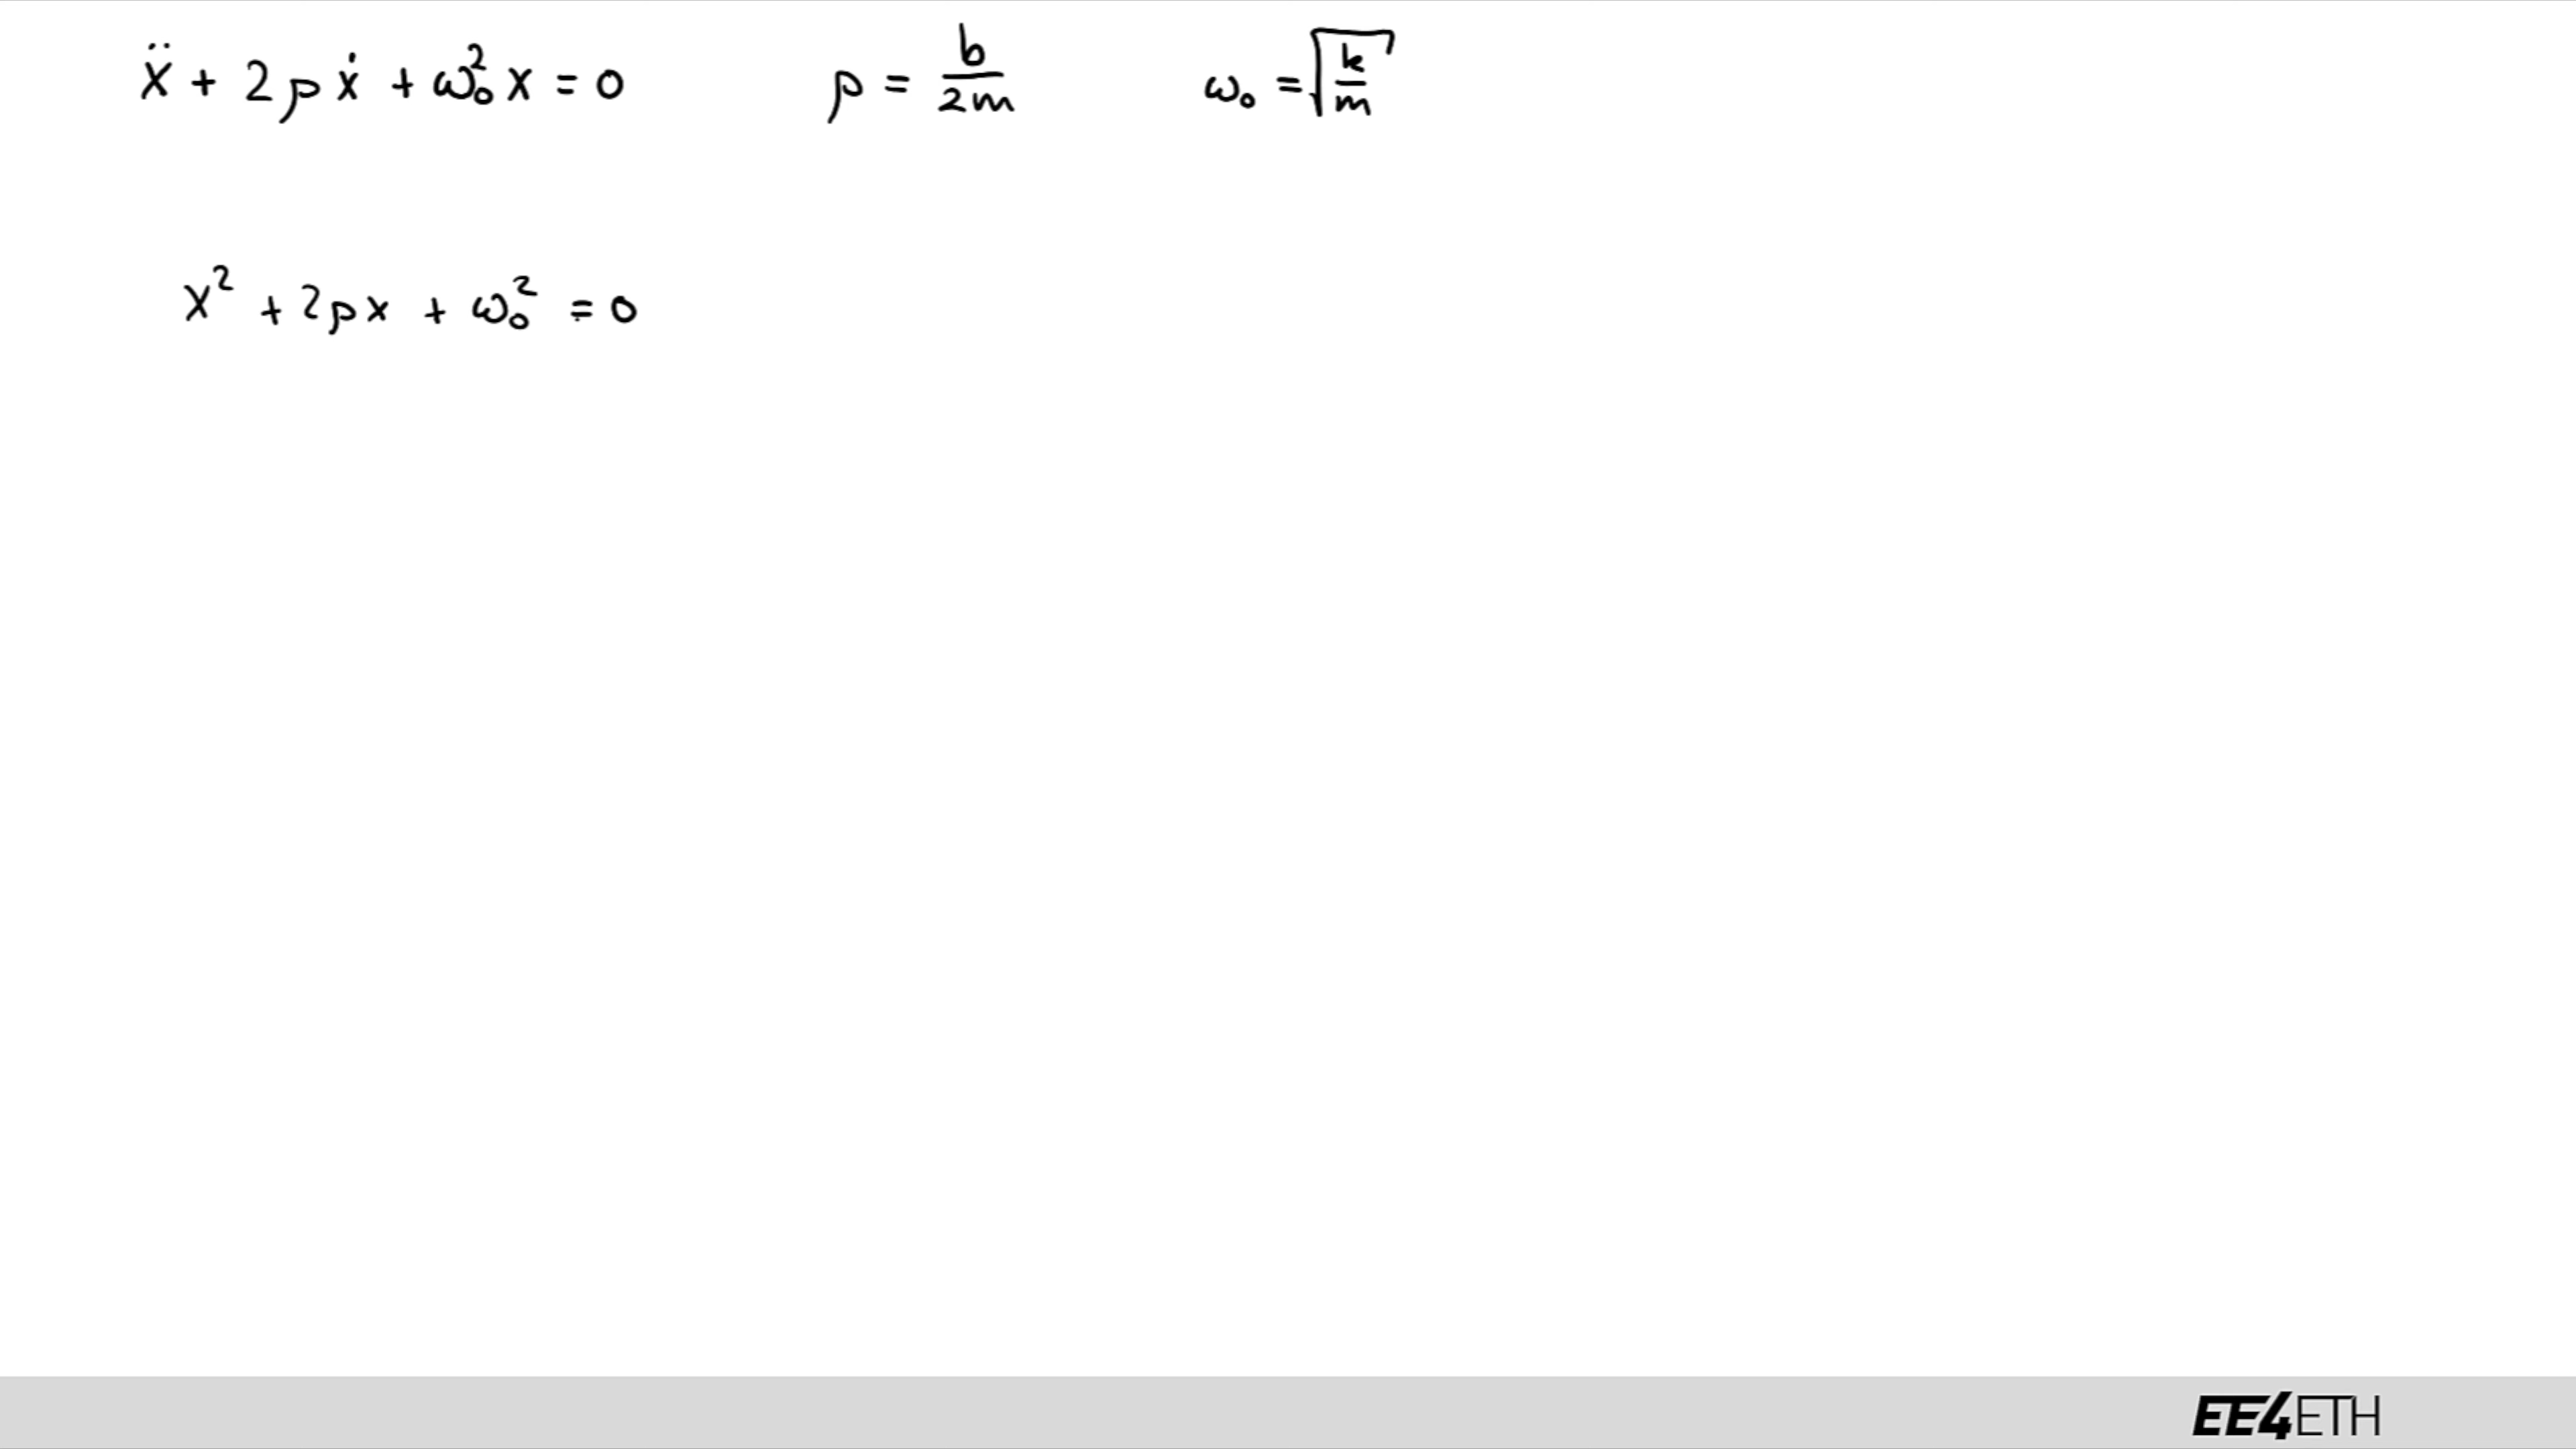 ẍ + 2ρẋ + ω₀²x = 0    ρ = b/2m    ω₀ = √(k/m)
x² + 2ρx + ω₀² = 0
EE4ETH